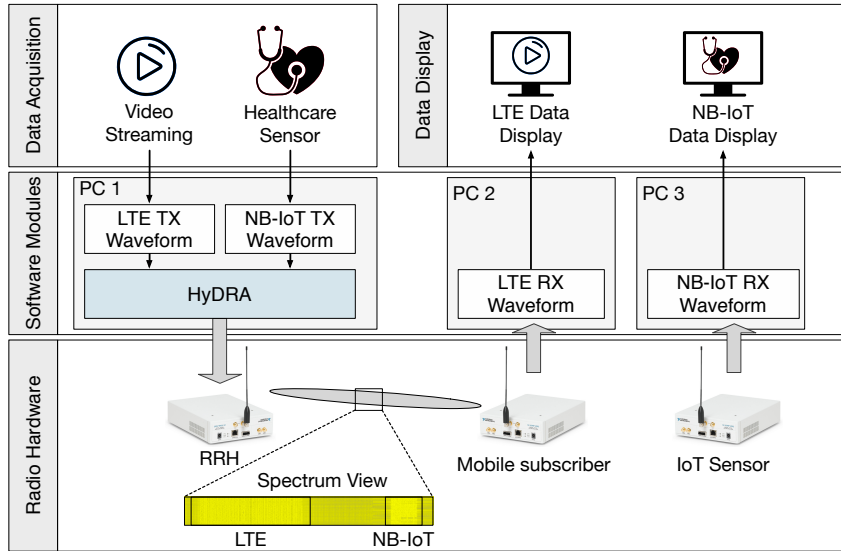 Data Acquisition
Video
Streaming
Healthcare
Sensor
Data Display
LTE Data
Display
NB-IoT
Data Display
Software Modules
PC 1
LTE TX
Waveform
NB-IoT TX
Waveform
HyDRA
PC 2
LTE RX
Waveform
PC 3
NB-IoT RX
Waveform
Radio Hardware
RRH
Mobile subscriber
IoT Sensor
Spectrum View
LTE
NB-IoT